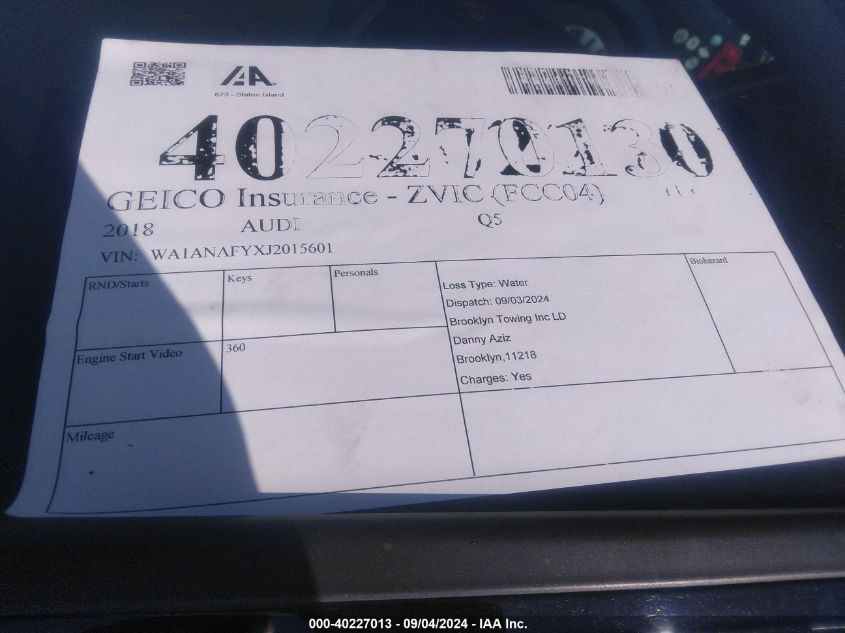 IAA
673 - Staten Island
402270130
GEICO Insurance - ZVIC (FCC04)
2018 AUDI Q5
VIN: WA1ANAFYXJ2015601
RND/Starts
Keys
Personals
Loss Type: Water
Dispatch: 09/03/2024
Brooklyn Towing Inc LD
Danny Aziz
Brooklyn,11218
Charges: Yes
Biohazard
Engine Start Video
360
Mileage
000-40227013 - 09/04/2024 - IAA Inc.